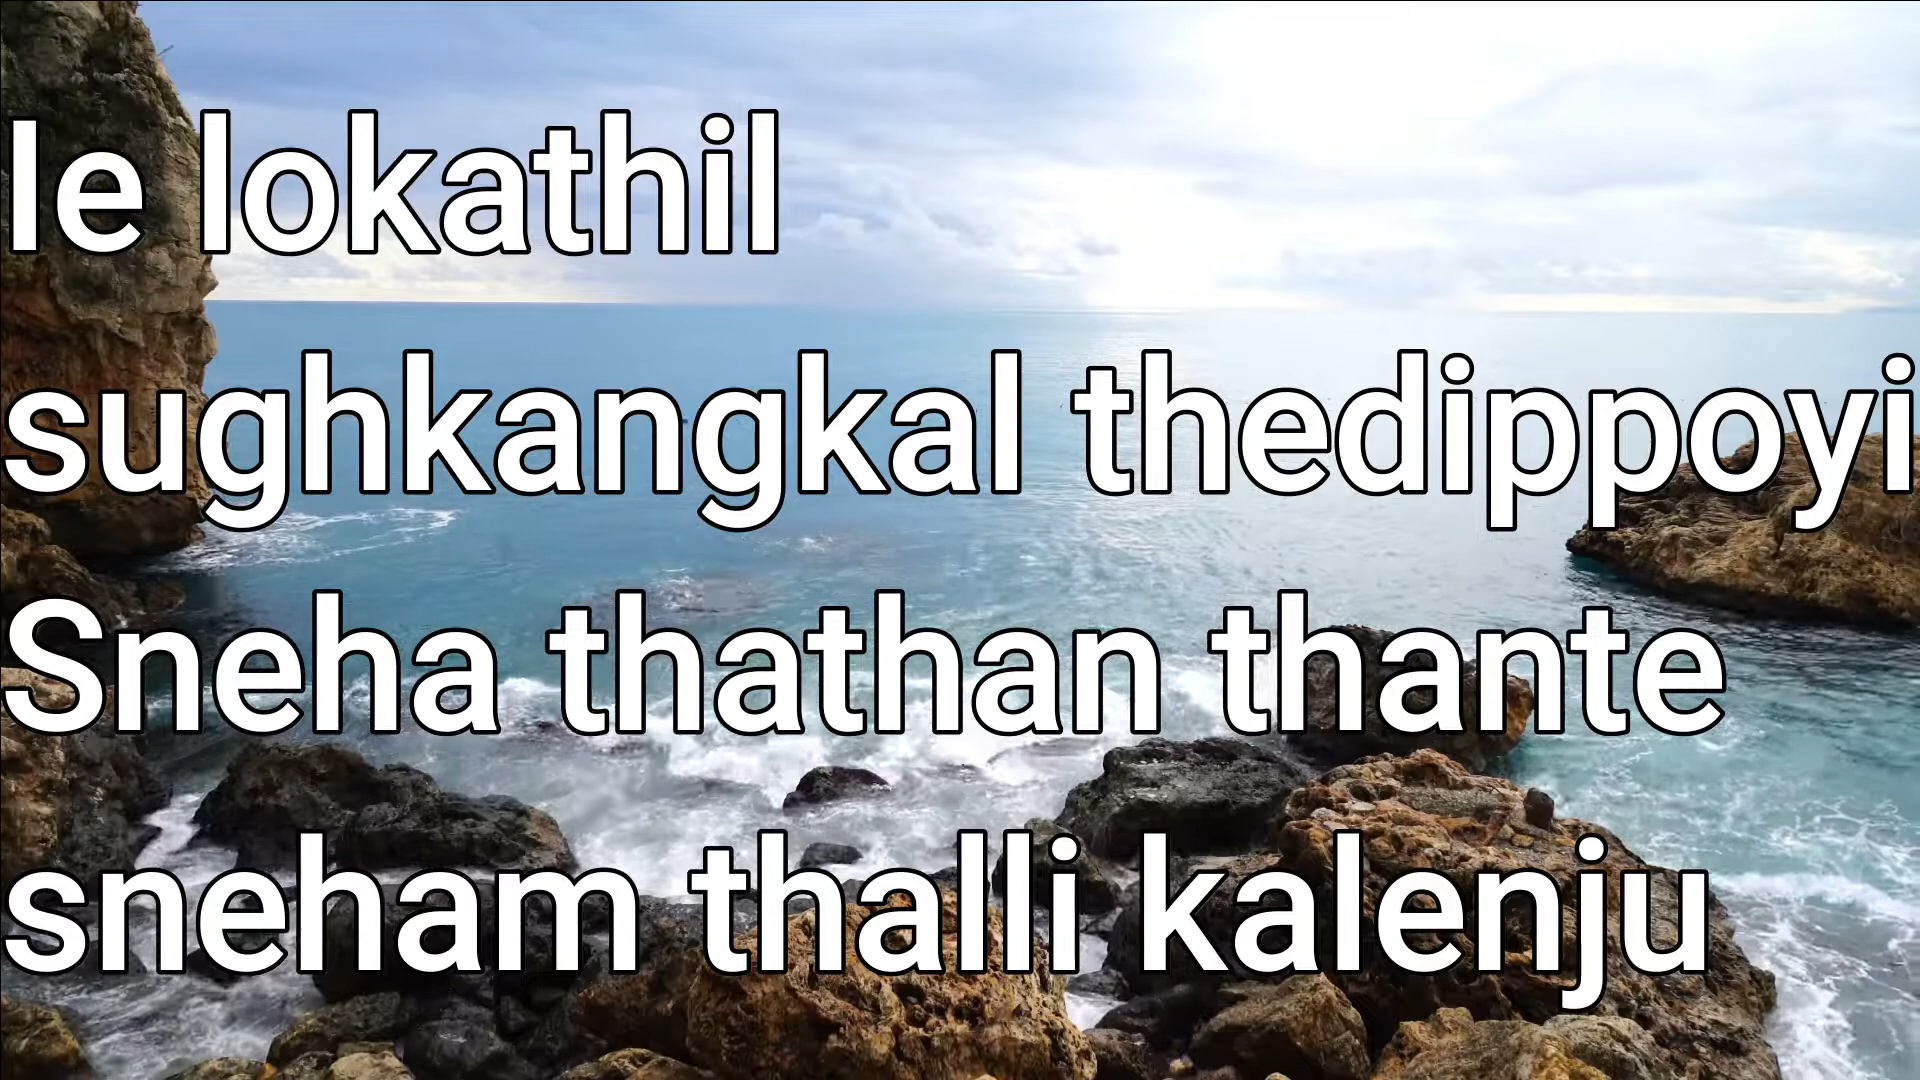 Ie lokathil
sughkangkal thedippoyi
Sneha thathan thante
sneham thalli kalenju